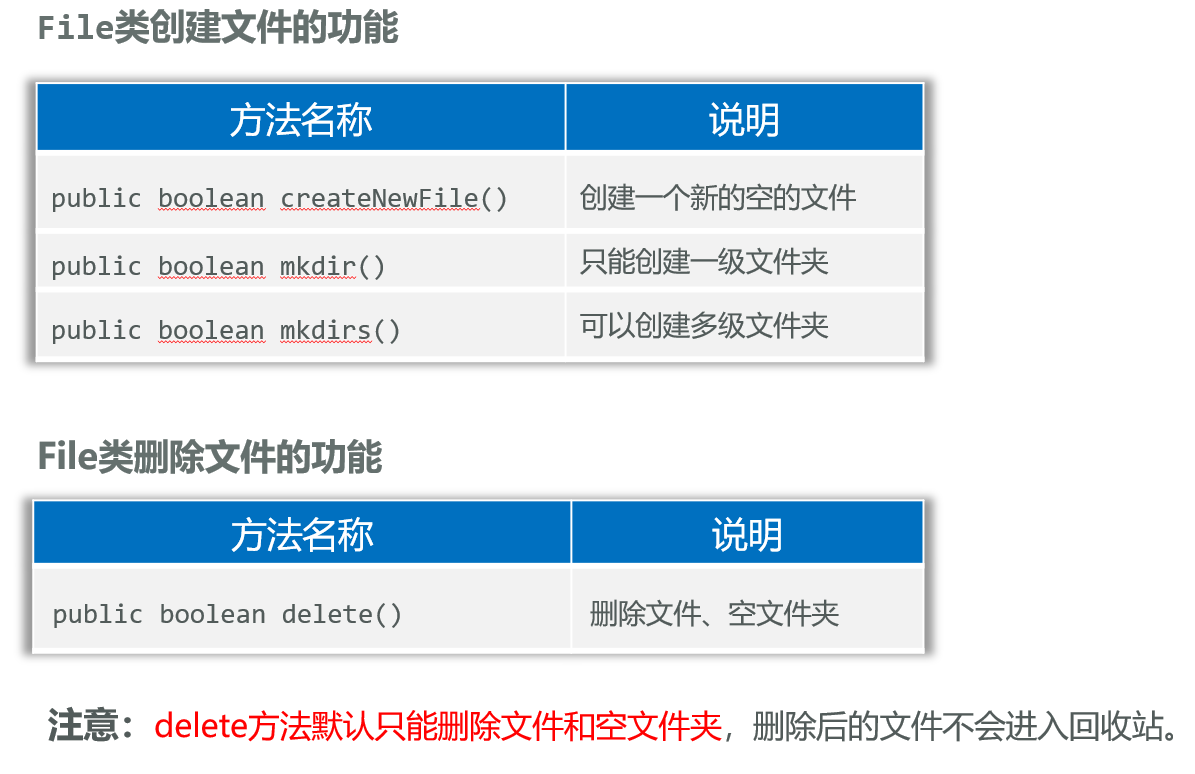 File类创建文件的功能
方法名称 说明
public boolean createNewFile() 创建一个新的空的文件
public boolean mkdir() 只能创建一级文件夹
public boolean mkdirs() 可以创建多级文件夹
File类删除文件的功能
方法名称 说明
public boolean delete() 删除文件、空文件夹
注意：delete方法默认只能删除文件和空文件夹，删除后的文件不会进入回收站。